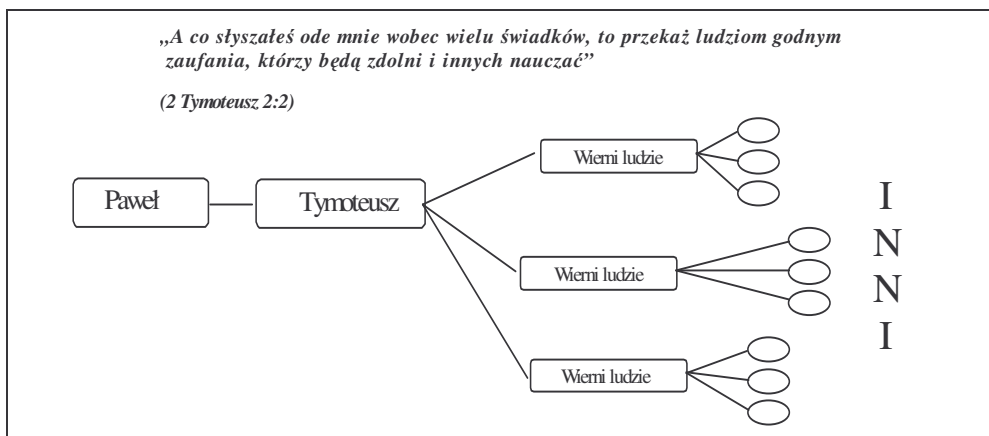 „A co słyszałeś ode mnie wobec wielu świadków, to przekaż ludziom godnym
zaufania, którzy będą zdolni i innych nauczać”
(2 Tymoteusz 2:2)
Wierni ludzie
Paweł
Tymoteusz
Wierni ludzie
Wierni ludzie
I
N
N
I